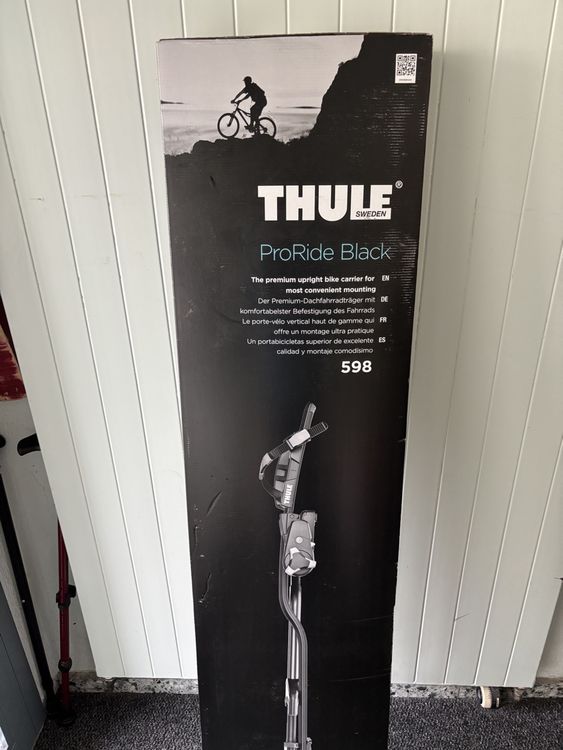 THULE®
SWEDEN
ProRide Black
The premium upright bike carrier for EN
most convenient mounting
Der Premium-Dachfahrradträger mit DE
komfortabelster Befestigung des Fahrrads
Le porte-vélo vertical haut de gamme qui FR
offre un montage ultra pratique
Un portabicicletas superior de excelente ES
calidad y montaje comodísimo
598
THULE